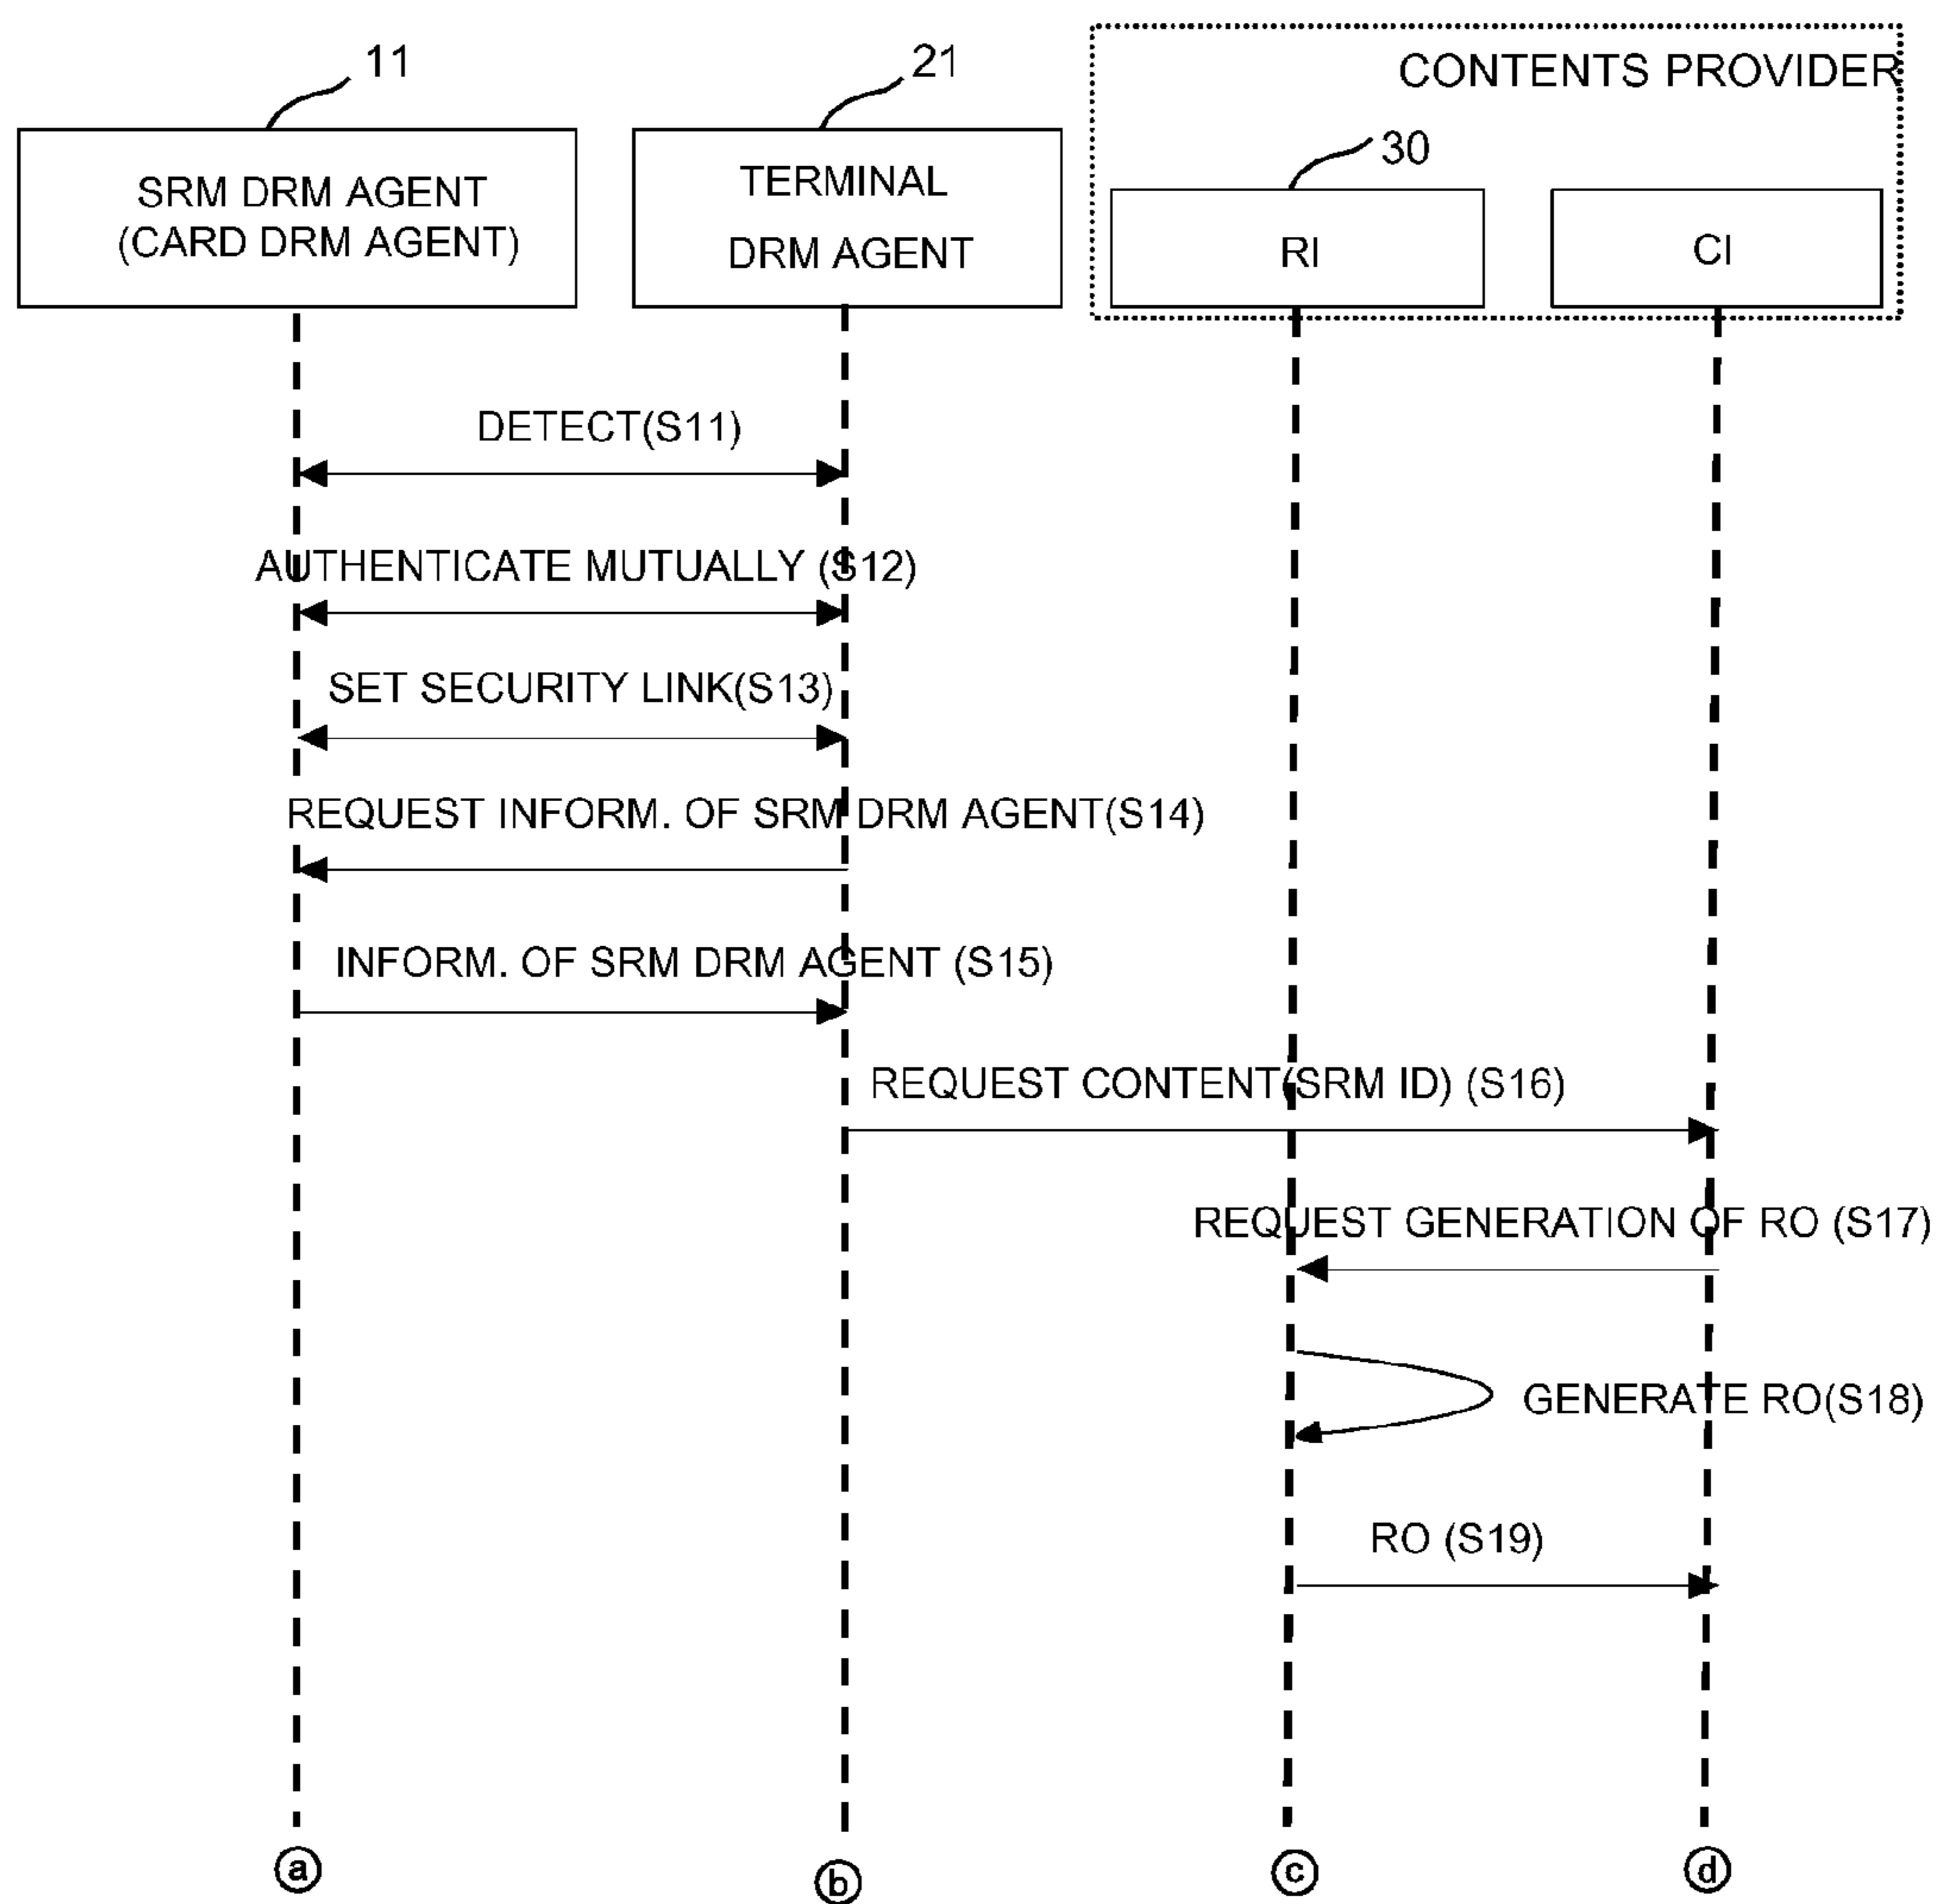 11
21
CONTENTS PROVIDER
30
SRM DRM AGENT
(CARD DRM AGENT)
TERMINAL
DRM AGENT
RI
CI
DETECT(S11)
AUTHENTICATE MUTUALLY (S12)
SET SECURITY LINK(S13)
REQUEST INFORM. OF SRM DRM AGENT(S14)
INFORM. OF SRM DRM AGENT (S15)
REQUEST CONTENT(SRM ID) (S16)
REQUEST GENERATION OF RO (S17)
GENERATE RO(S18)
RO (S19)
ⓐ
ⓑ
ⓒ
ⓓ